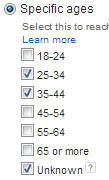 Specific ages
Select this to reach
Learn more
18-24
25-34
35-44
45-54
55-64
65 or more
Unknown ?